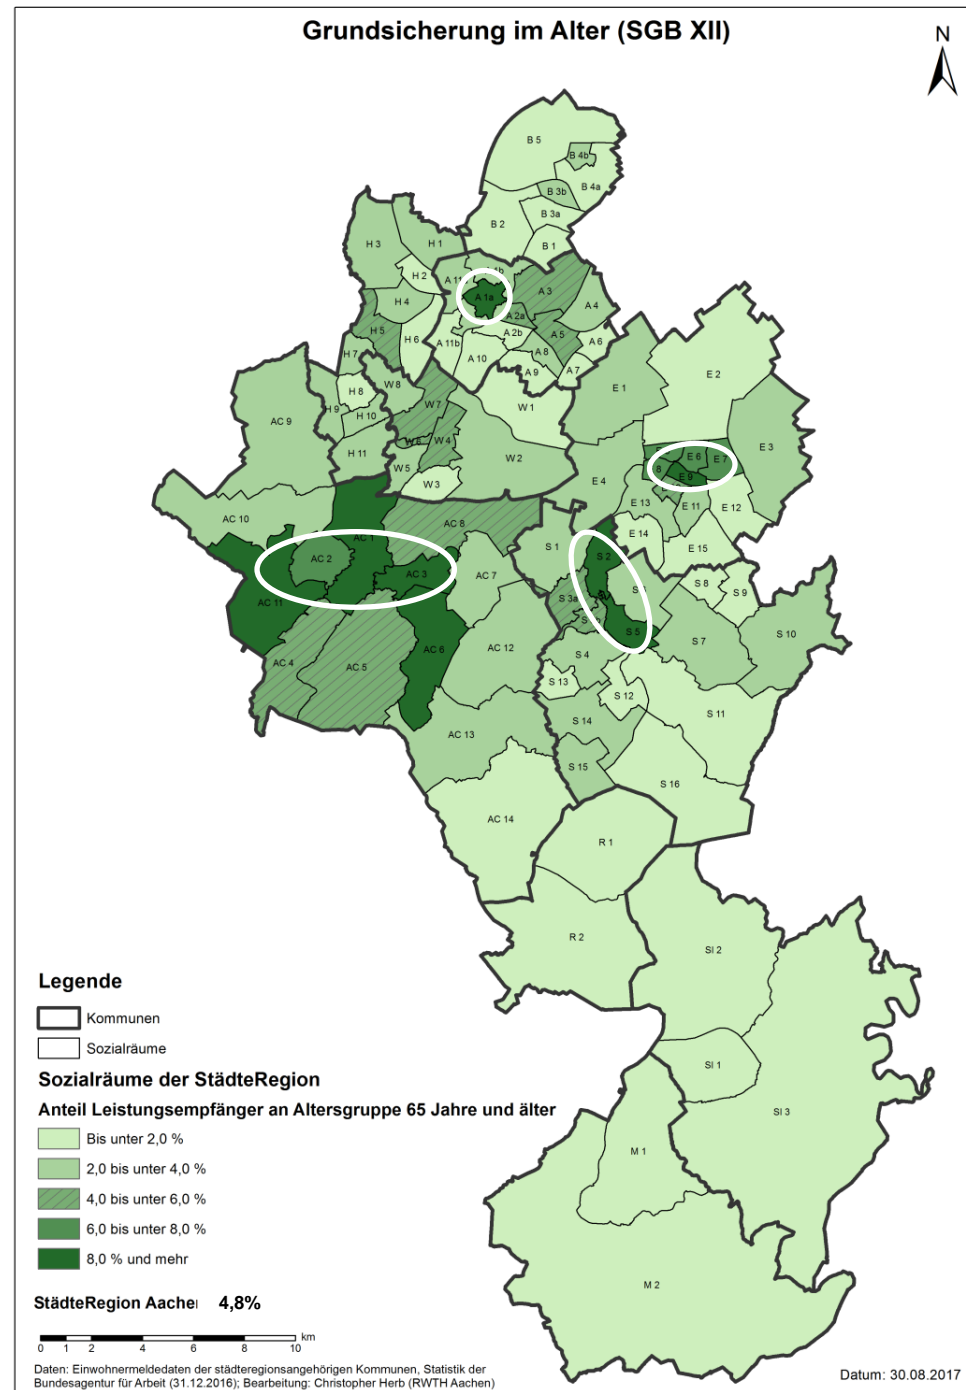 Grundsicherung im Alter (SGB XII)
N
B 5
B 4b
B 4a
B 3b
B 3a
B 2
B 1
H 3
H 1
H 2
H 4
H 5
H 6
H 7
H 8
H 9
H 10
H 11
A 1a
A 3
A 4
A 2a
A 2b
A 5
A 6
A 8
A 7
A 9
A 10
A 11b
W 8
W 7
W 1
W 4
W 2
W 5
W 3
E 1
E 2
E 3
E 6
E 7
8
E 9
E 4
E 13
E 11
E 12
E 14
E 15
AC 9
AC 10
AC 1
AC 8
AC 2
AC 3
AC 7
AC 11
AC 4
AC 5
AC 6
AC 12
AC 13
AC 14
S 1
S 2
S 3a
S 5
S 4
S 8
S 9
S 7
S 10
S 13
S 12
S 11
S 14
S 15
S 16
R 1
R 2
SI 2
SI 1
SI 3
M 1
M 2
Legende
Kommunen
Sozialräume
Sozialräume der StädteRegion
Anteil Leistungsempfänger an Altersgruppe 65 Jahre und älter
Bis unter 2,0 %
2,0 bis unter 4,0 %
4,0 bis unter 6,0 %
6,0 bis unter 8,0 %
8,0 % und mehr
StädteRegion Aachen 4,8%
km
0 1 2 4 6 8 10
Daten: Einwohnermeldedaten der städteregionsangehörigen Kommunen, Statistik der
Bundesagentur für Arbeit (31.12.2016); Bearbeitung: Christopher Herb (RWTH Aachen)
Datum: 30.08.2017